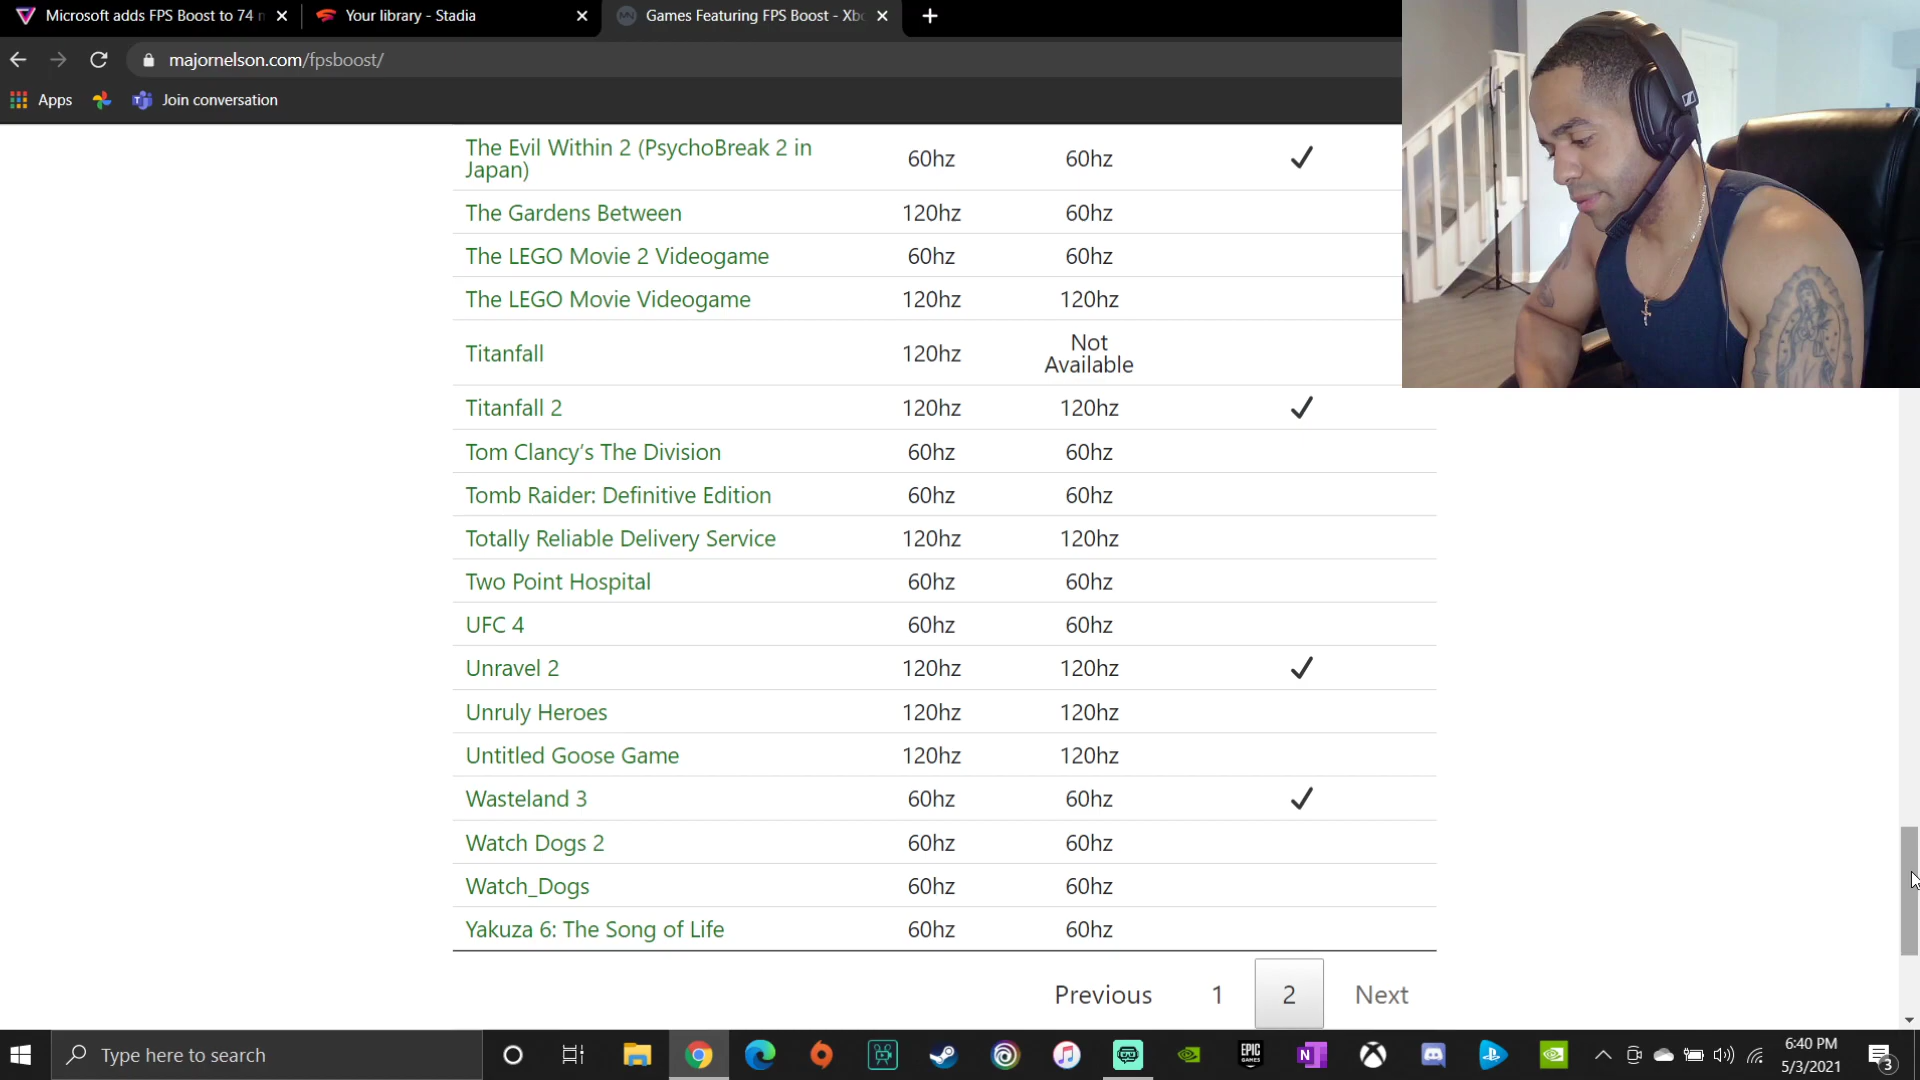 Microsoft adds FPS Boost to 74
Your library - Stadia
Games Featuring FPS Boost - Xbo
majornelson.com/fpsboost/
Apps
Join conversation
The Evil Within 2 (PsychoBreak 2 in
Japan)
60hz 60hz ✓
The Gardens Between 120hz 60hz
The LEGO Movie 2 Videogame 60hz 60hz
The LEGO Movie Videogame 120hz 120hz
Titanfall 120hz Not
Available
Titanfall 2 120hz 120hz ✓
Tom Clancy’s The Division 60hz 60hz
Tomb Raider: Definitive Edition 60hz 60hz
Totally Reliable Delivery Service 120hz 120hz
Two Point Hospital 60hz 60hz
UFC 4 60hz 60hz
Unravel 2 120hz 120hz ✓
Unruly Heroes 120hz 120hz
Untitled Goose Game 120hz 120hz
Wasteland 3 60hz 60hz ✓
Watch Dogs 2 60hz 60hz
Watch_Dogs 60hz 60hz
Yakuza 6: The Song of Life 60hz 60hz
Previous 1 2 Next
Type here to search
EPIC
GAMES
6:40 PM
5/3/2021
3